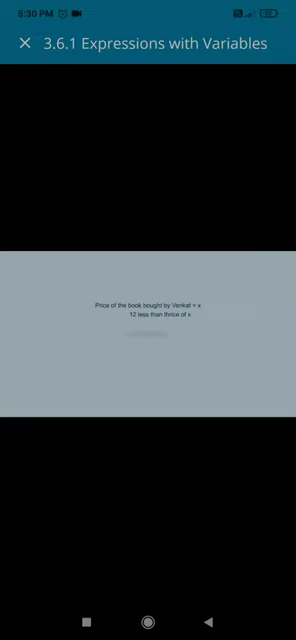 5:30 PM
3.6.1 Expressions with Variables
Price of the book bought by Venkat = x
12 less than thrice of x